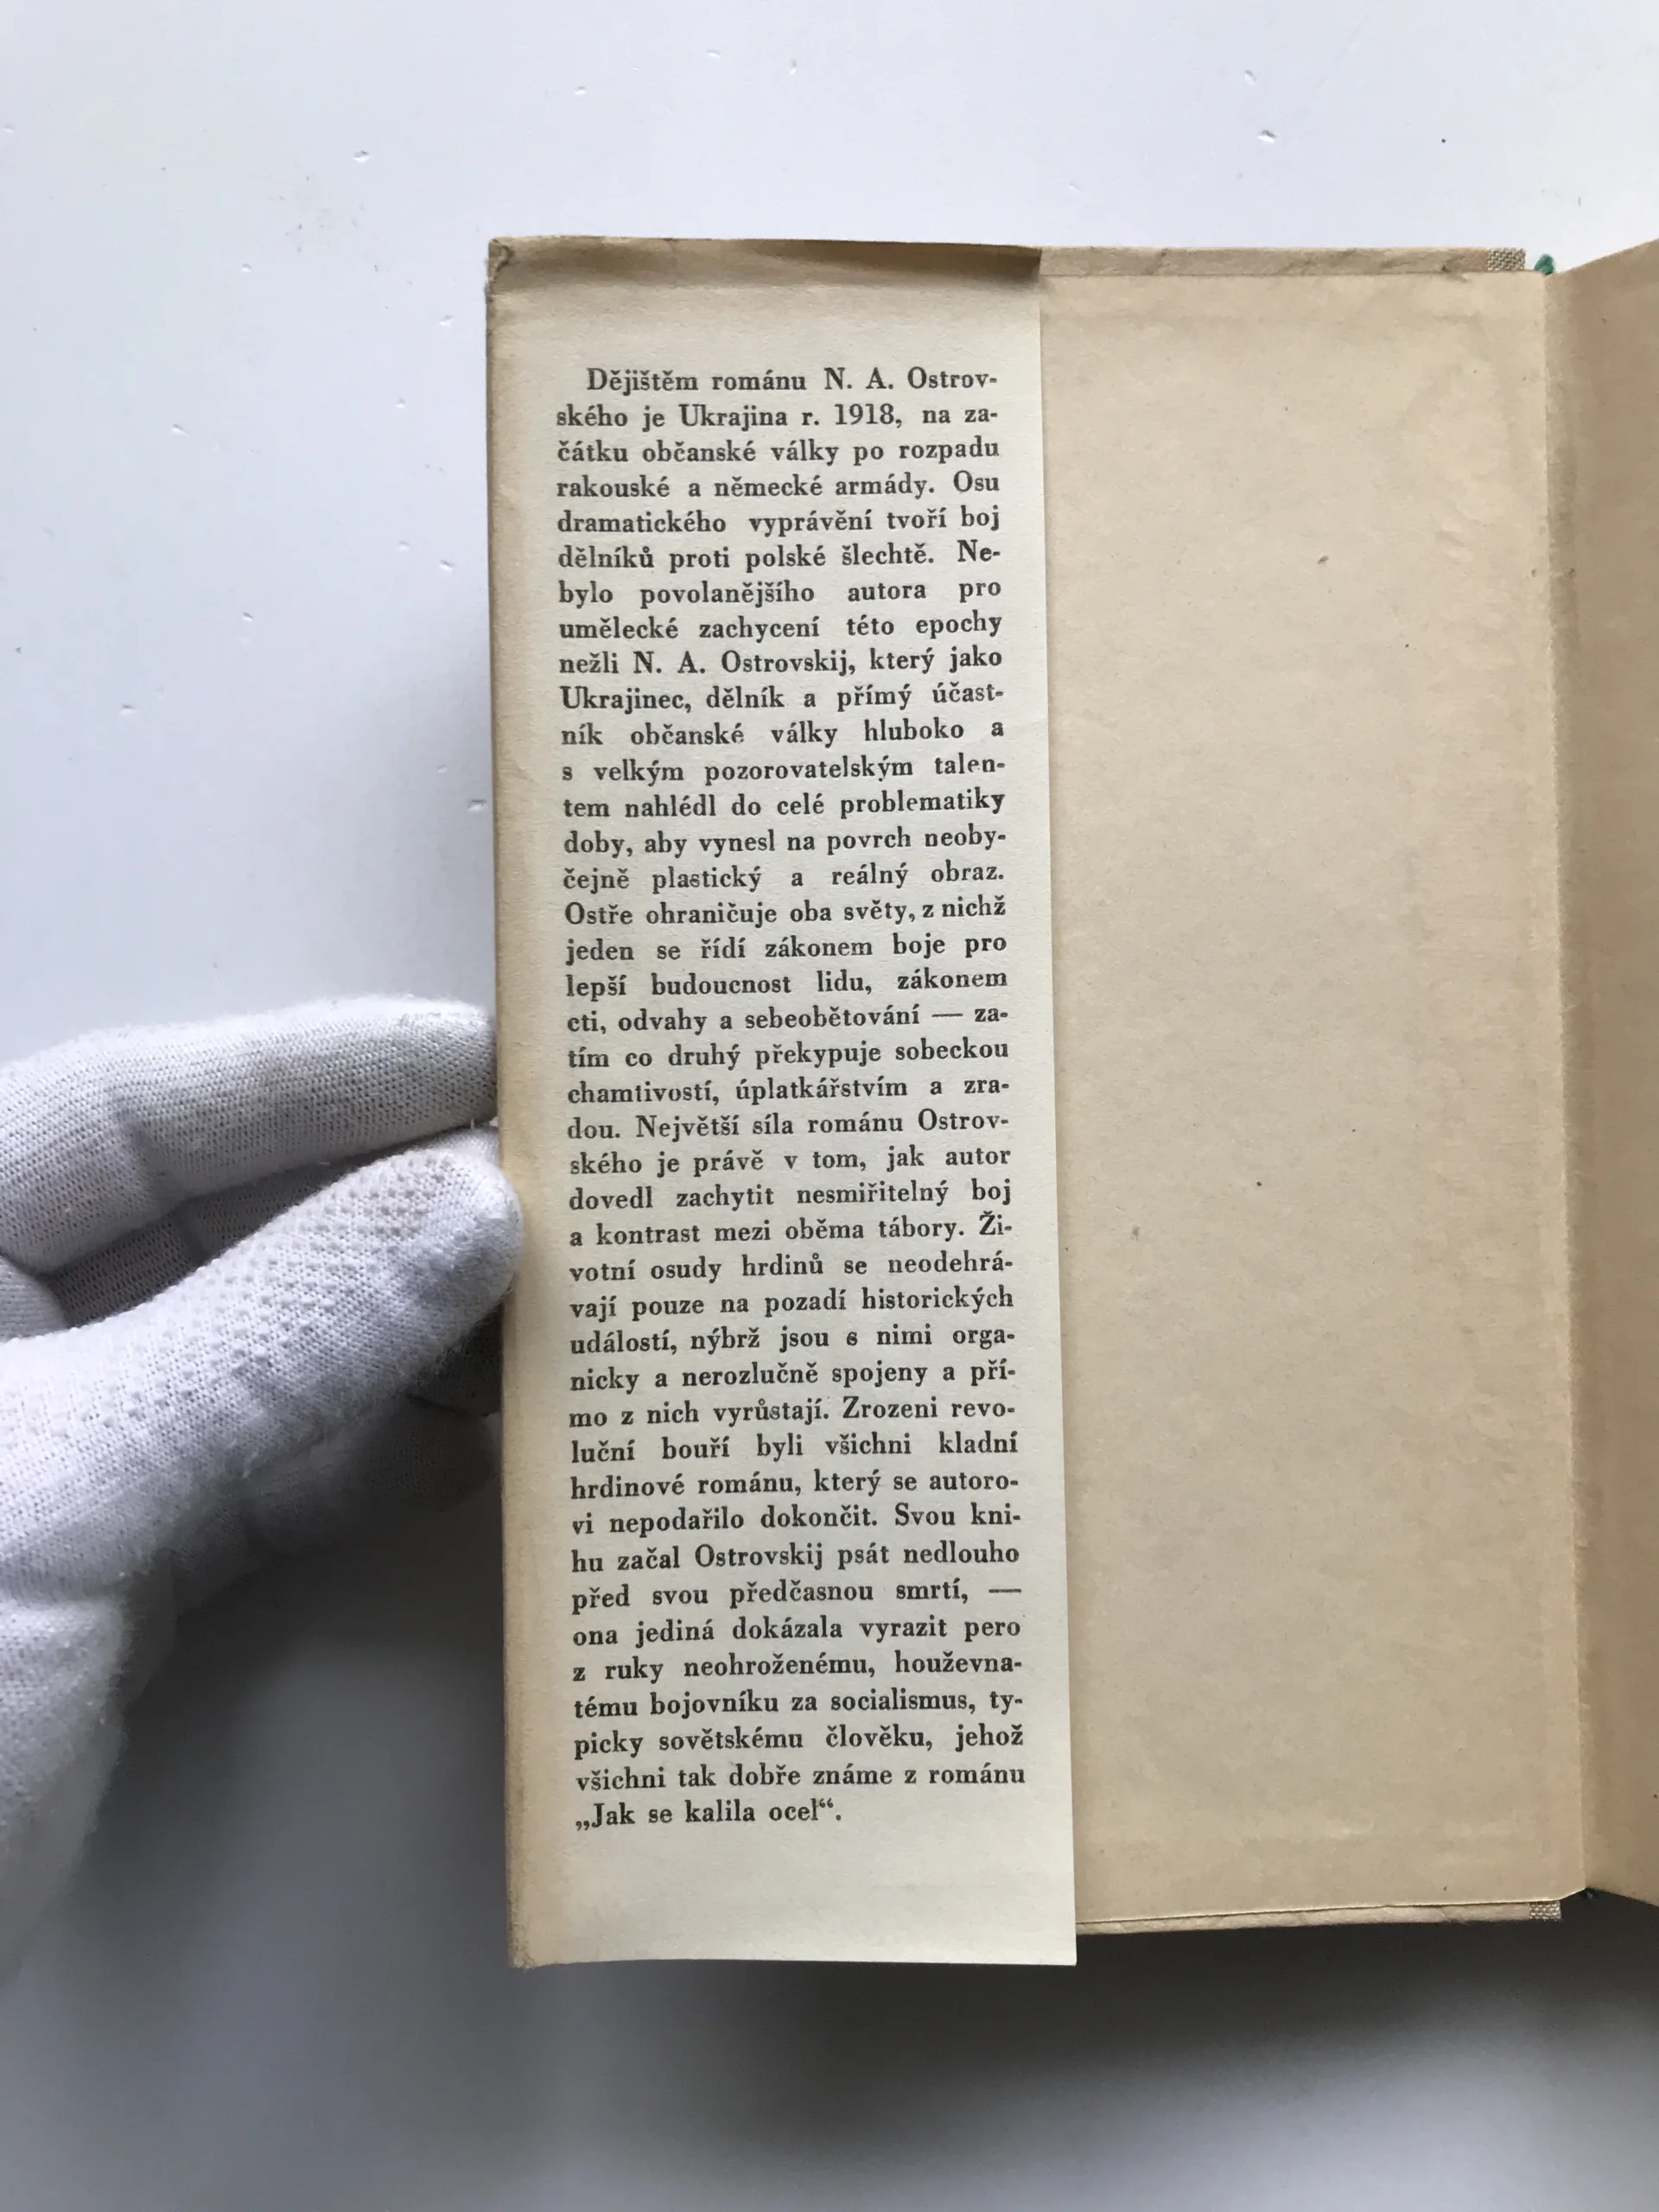 Dějištěm románu N. A. Ostrov-
ského je Ukrajina r. 1918, na za-
čátku občanské války po rozpadu
rakouské a německé armády. Osu
dramatického vyprávění tvoří boj
dělníků proti polské šlechtě. Ne-
bylo povolanějšího autora pro
umělecké zachycení této epochy
nežli N. A. Ostrovskij, který jako
Ukrajinec, dělník a přímý účast-
ník občanské války hluboko a
s velkým pozorovatelským talen-
tem nahlédl do celé problematiky
doby, aby vynesl na povrch neoby-
čejně plastický a reálný obraz.
Ostře ohraničuje oba světy, z nichž
jeden se řídí zákonem boje pro
lepší budoucnost lidu, zákonem
cti, odvahy a sebeobětování — za-
tím co druhý překypuje sobeckou
chamtivostí, úplatkářstvím a zra-
dou. Největší síla románu Ostrov-
ského je právě v tom, jak autor
dovedl zachytit nesmiřitelný boj
a kontrast mezi oběma tábory. Ži-
votní osudy hrdinů se neodehrá-
vají pouze na pozadí historických
událostí, nýbrž jsou s nimi orga-
nicky a nerozlučně spojeny a pří-
mo z nich vyrůstají. Zrozeni revo-
luční bouří byli všichni kladní
hrdinové románu, který se autoro-
vi nepodařilo dokončit. Svou kni-
hu začal Ostrovskij psát nedlouho
před svou předčasnou smrtí, —
ona jediná dokázala vyrazit pero
z ruky neohroženému, houževna-
tému bojovníku za socialismus, ty-
picky sovětskému člověku, jehož
všichni tak dobře známe z románu
„Jak se kalila ocel“.